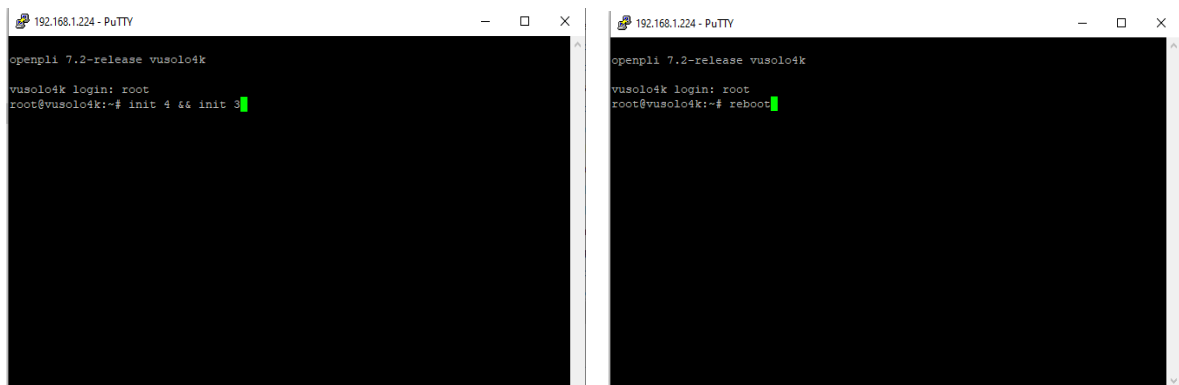 192.168.1.224 - PuTTY
openpli 7.2-release vusolo4k
vusolo4k login: root
root@vusolo4k:~# init 4 && init 3
192.168.1.224 - PuTTY
openpli 7.2-release vusolo4k
vusolo4k login: root
root@vusolo4k:~# reboot